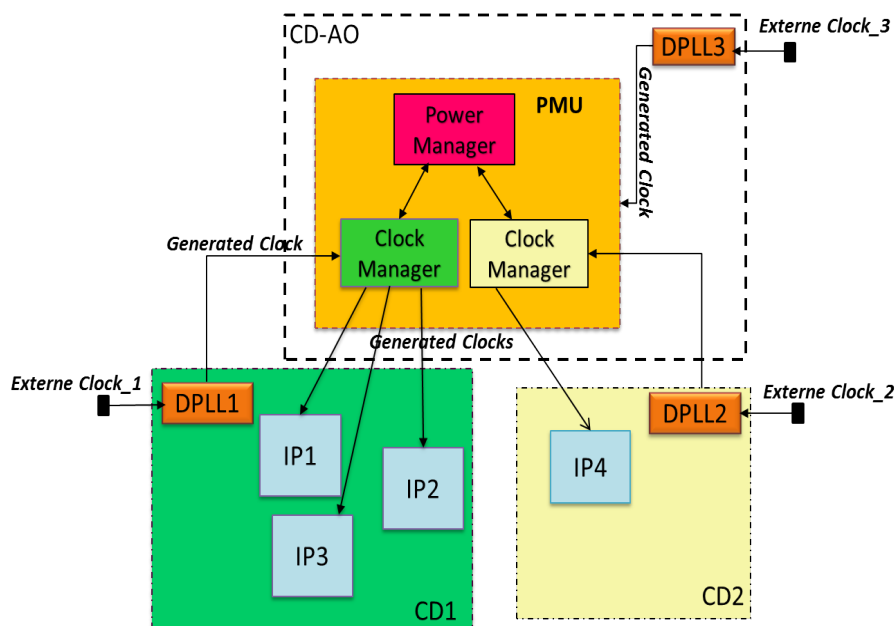 CD-AO
Externe Clock_3
DPLL3
Generated Clock
PMU
Power
Manager
Generated Clock
Clock
Manager
Clock
Manager
Generated Clocks
Externe Clock_1
DPLL1
Externe Clock_2
DPLL2
IP1
IP2
IP3
IP4
CD1
CD2